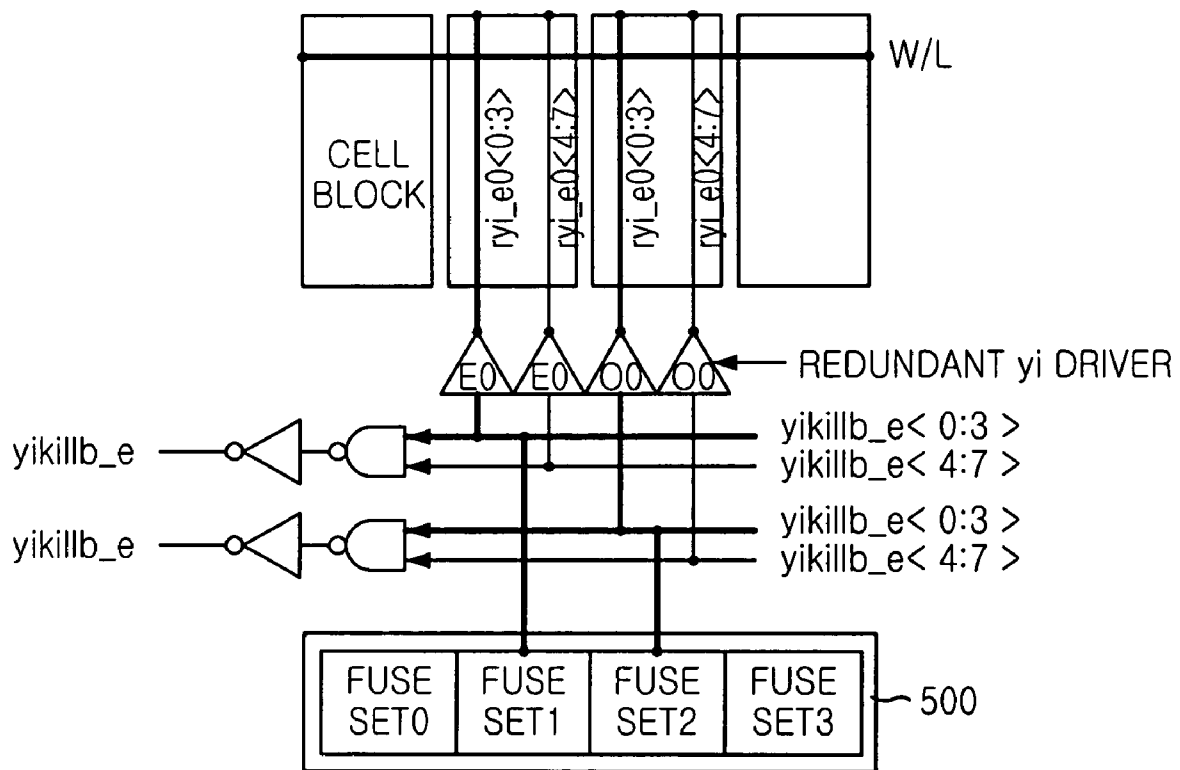 W/L
CELL
BLOCK
ryi_e0<0:3>
ryi_e0<4:7>
ryi_e0<0:3>
ryi_e0<4:7>
E0
E0
O0
O0
REDUNDANT yi DRIVER
yikillb_e
yikillb_e< 0:3 >
yikillb_e< 4:7 >
yikillb_e
yikillb_e< 0:3 >
yikillb_e< 4:7 >
FUSE
SET0
FUSE
SET1
FUSE
SET2
FUSE
SET3
500